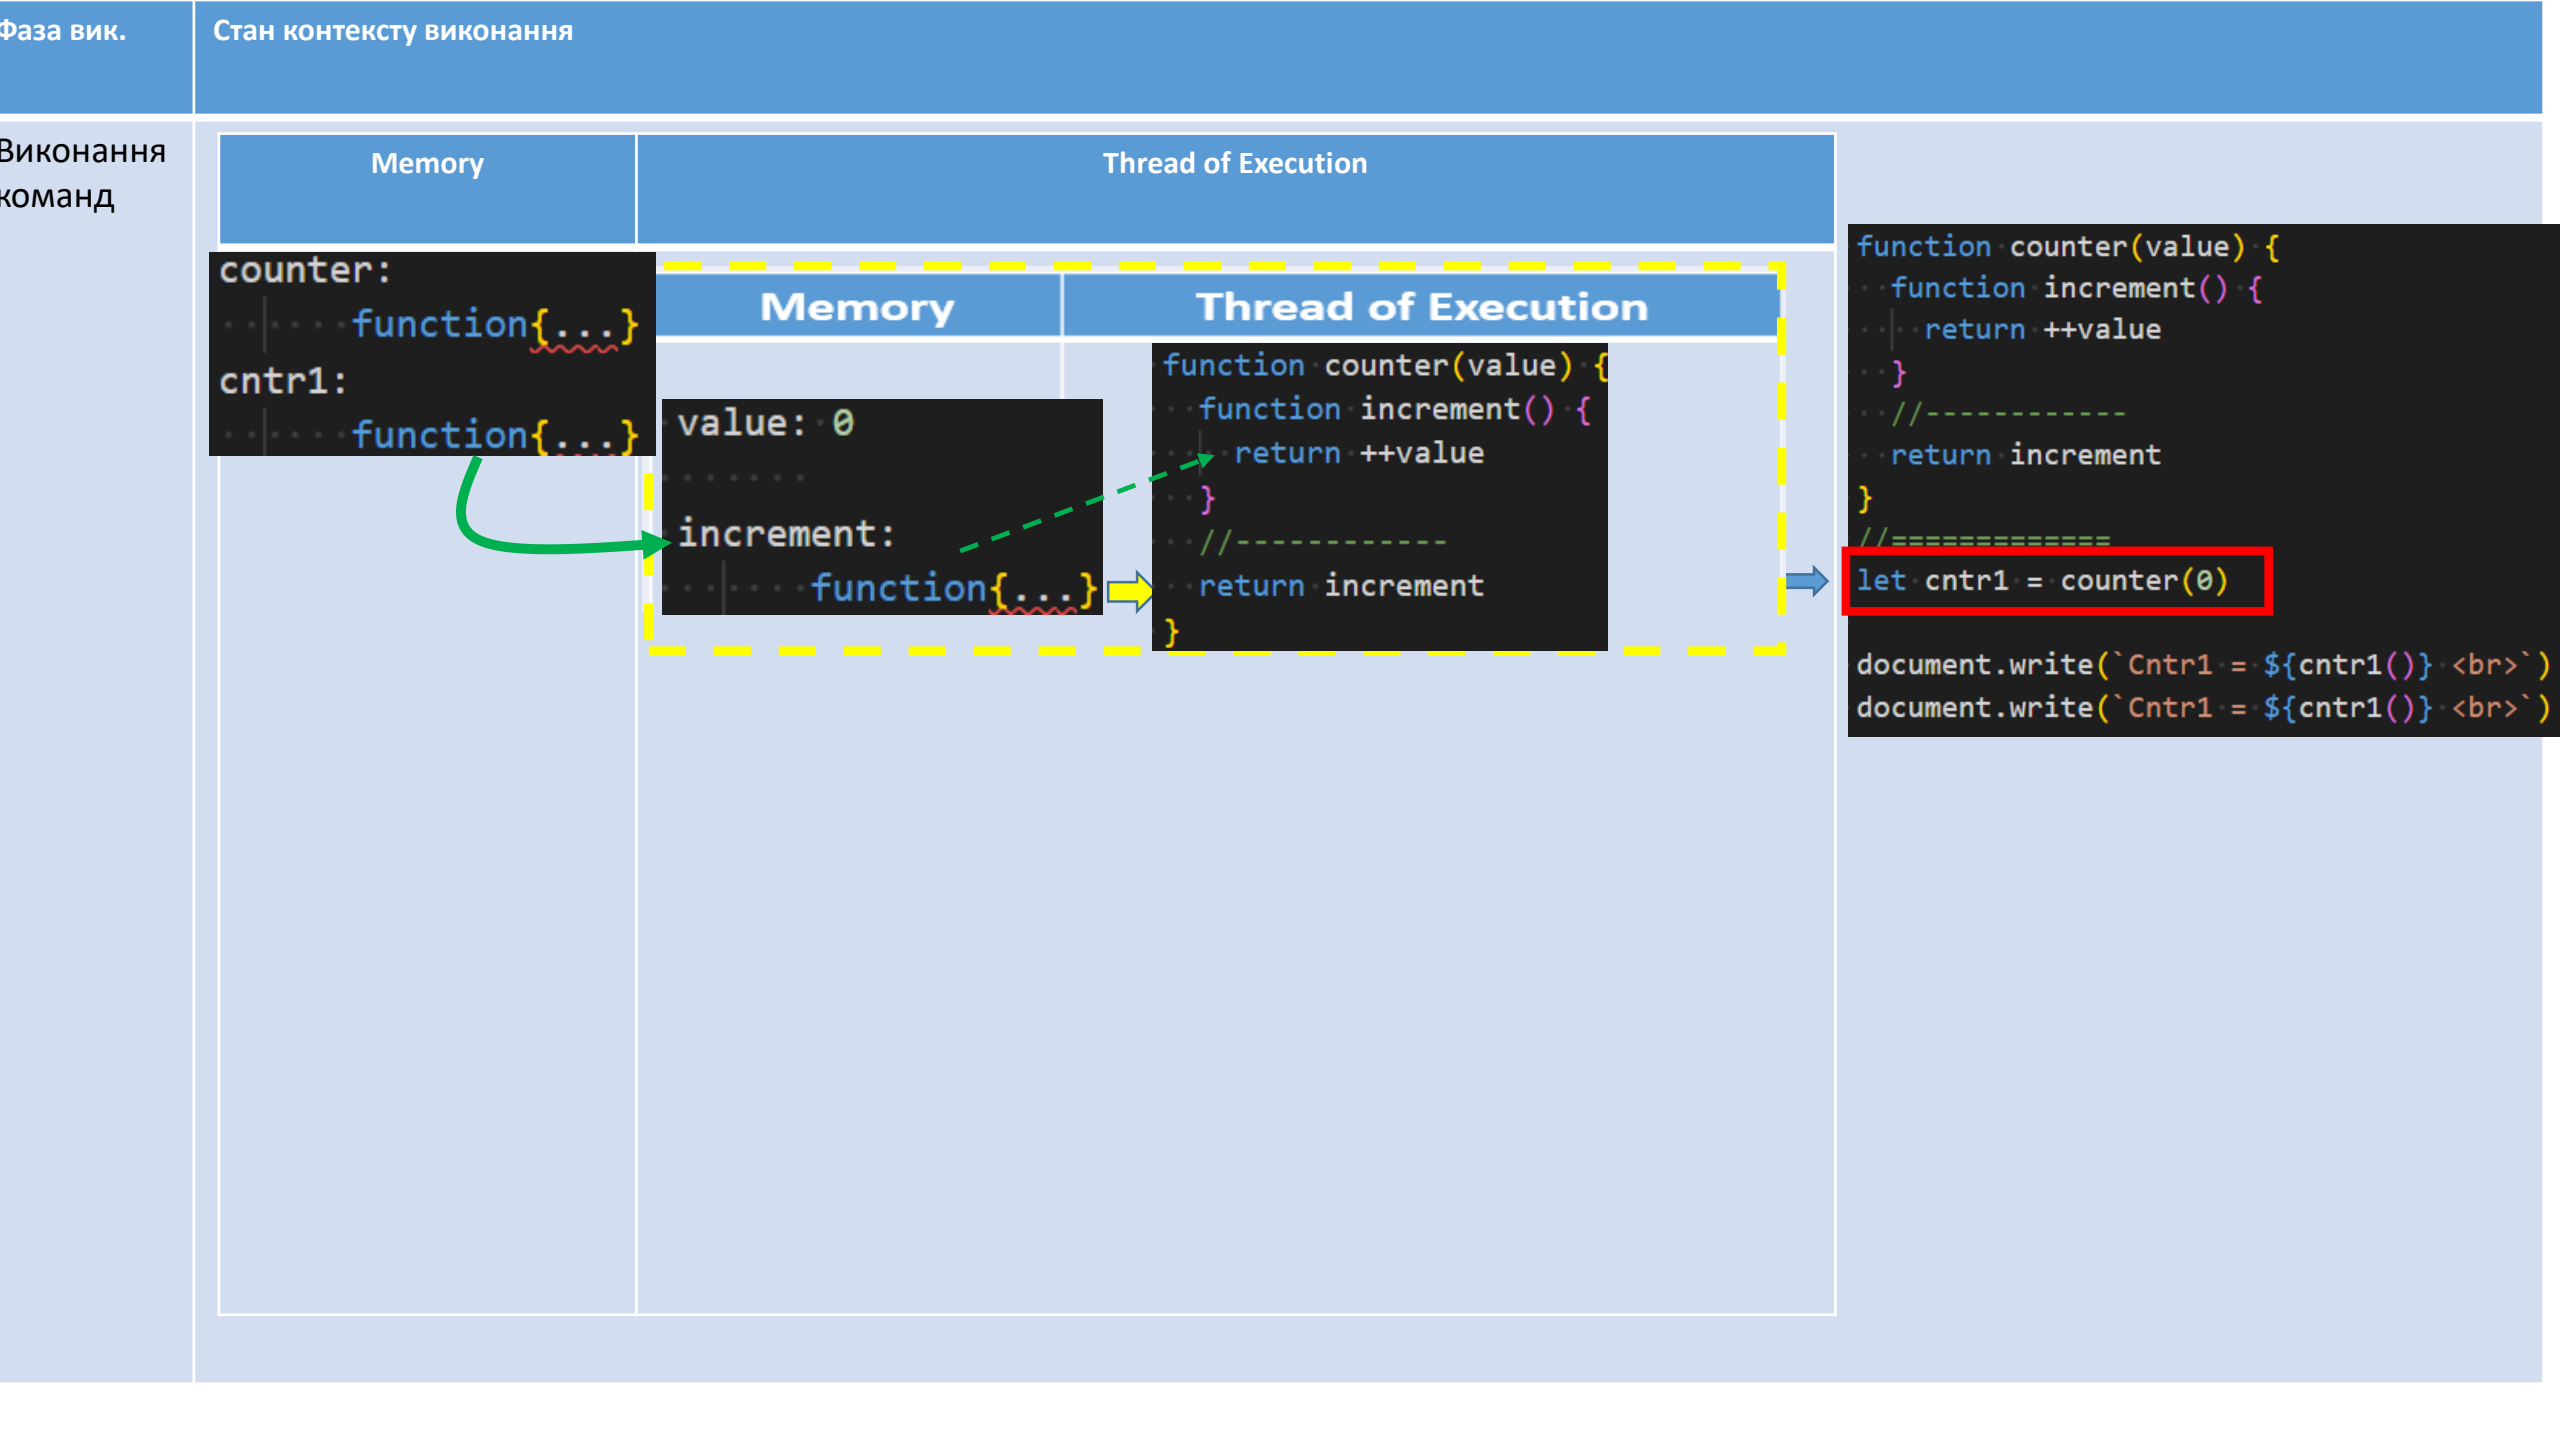 Фаза вик.
Стан контексту виконання
Виконання
команд
Memory
Thread of Execution
counter:
function{...}
cntr1:
function{...}
Memory
Thread of Execution
value: 0
increment:
function{...}
function counter(value) {
function increment() {
return ++value
}
//------------
return increment
}
function counter(value) {
function increment() {
return ++value
}
//------------
return increment
}
//=============
let cntr1 = counter(0)
document.write(`Cntr1 = ${cntr1()} <br>`)
document.write(`Cntr1 = ${cntr1()} <br>`)